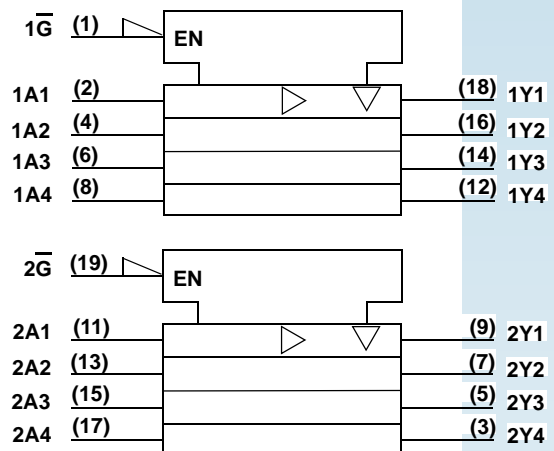 1G̅ (1) EN
1A1 (2) (18) 1Y1
1A2 (4) (16) 1Y2
1A3 (6) (14) 1Y3
1A4 (8) (12) 1Y4
2G̅ (19) EN
2A1 (11) (9) 2Y1
2A2 (13) (7) 2Y2
2A3 (15) (5) 2Y3
2A4 (17) (3) 2Y4